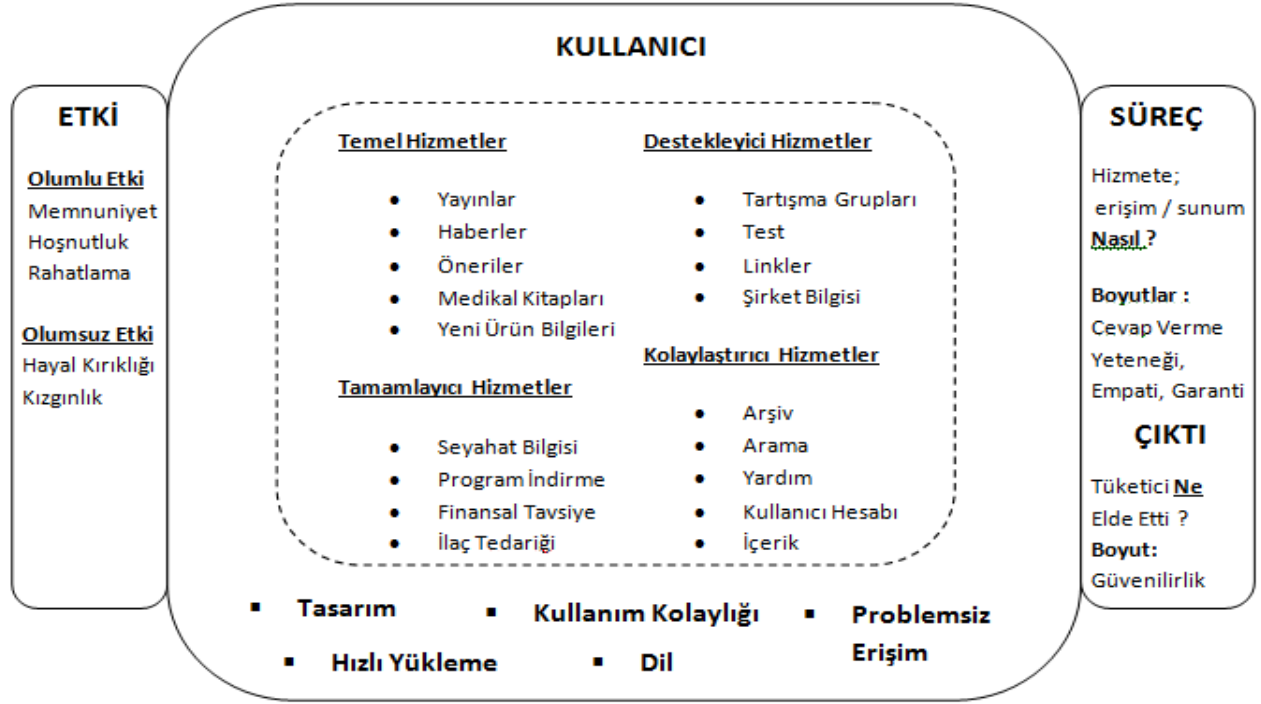 KULLANICI
ETKİ
Olumlu Etki
Memnuniyet
Hoşnutluk
Rahatlama
Olumsuz Etki
Hayal Kırıklığı
Kızgınlık
Temel Hizmetler
• Yayınlar
• Haberler
• Öneriler
• Medikal Kitapları
• Yeni Ürün Bilgileri
Tamamlayıcı Hizmetler
• Seyahat Bilgisi
• Program İndirme
• Finansal Tavsiye
• İlaç Tedariği
Destekleyici Hizmetler
• Tartışma Grupları
• Test
• Linkler
• Şirket Bilgisi
Kolaylaştırıcı Hizmetler
• Arşiv
• Arama
• Yardım
• Kullanıcı Hesabı
• İçerik
▪ Tasarım
▪ Kullanım Kolaylığı
▪ Problemsiz
Erişim
▪ Hızlı Yükleme
▪ Dil
SÜREÇ
Hizmete;
erişim / sunum
Nasıl ?
Boyutlar :
Cevap Verme
Yeteneği,
Empati, Garanti
ÇIKTI
Tüketici Ne
Elde Etti ?
Boyut:
Güvenilirlik